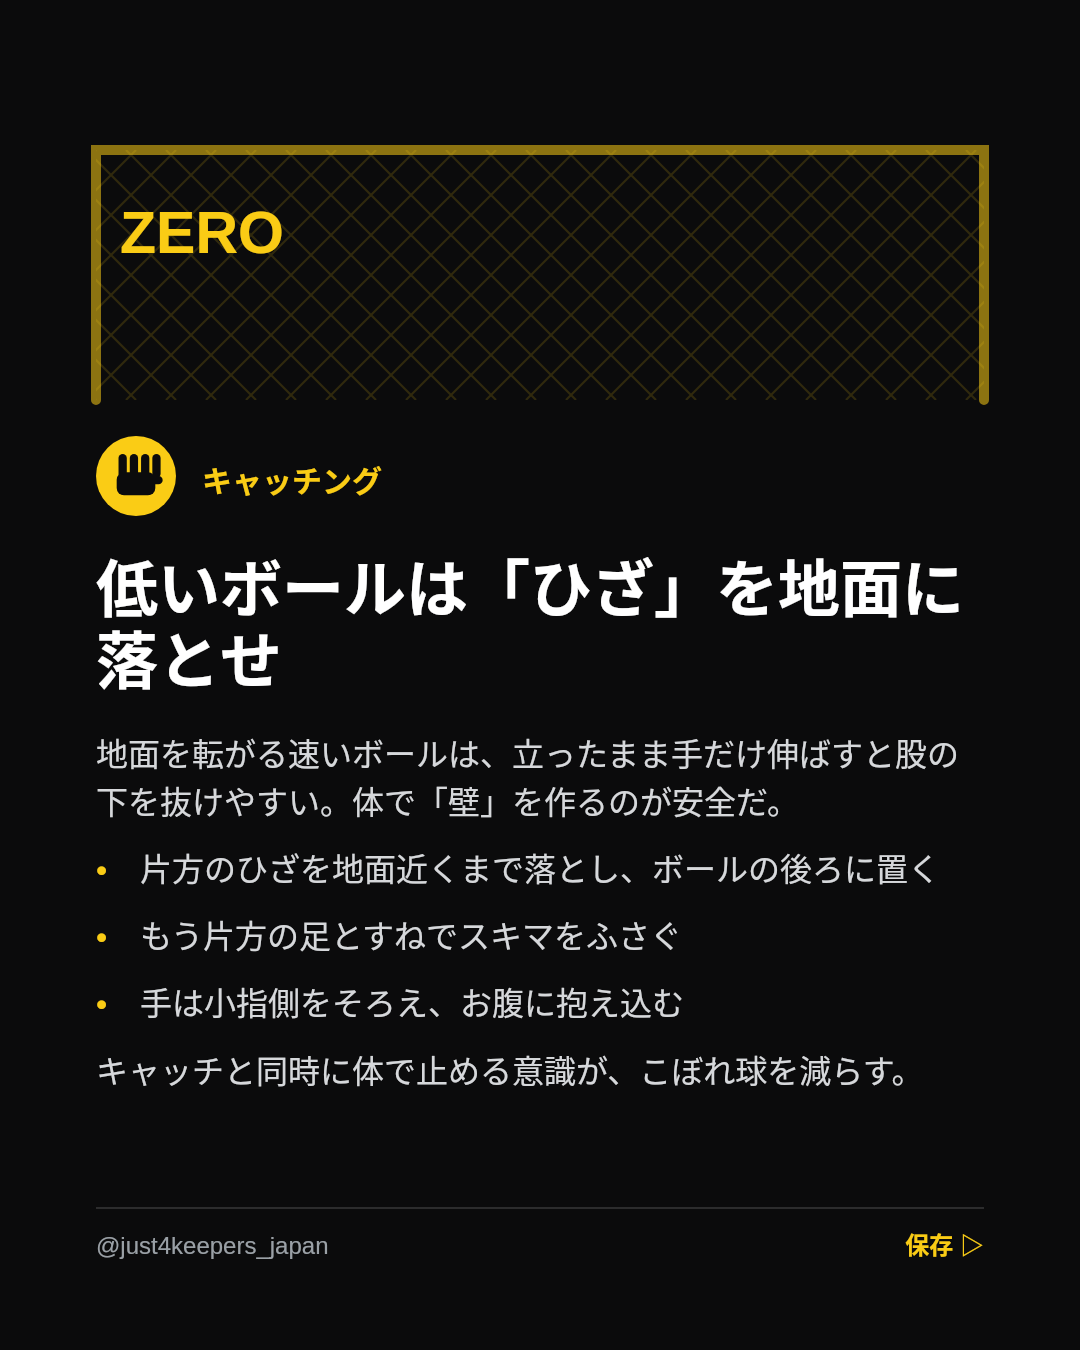 ZERO
キャッチング
低いボールは「ひざ」を地面に
落とせ
地面を転がる速いボールは、立ったまま手だけ伸ばすと股の
下を抜けやすい。体で「壁」を作るのが安全だ。
• 片方のひざを地面近くまで落とし、ボールの後ろに置く
• もう片方の足とすねでスキマをふさぐ
• 手は小指側をそろえ、お腹に抱え込む
キャッチと同時に体で止める意識が、こぼれ球を減らす。
@just4keepers_japan
保存 ▷